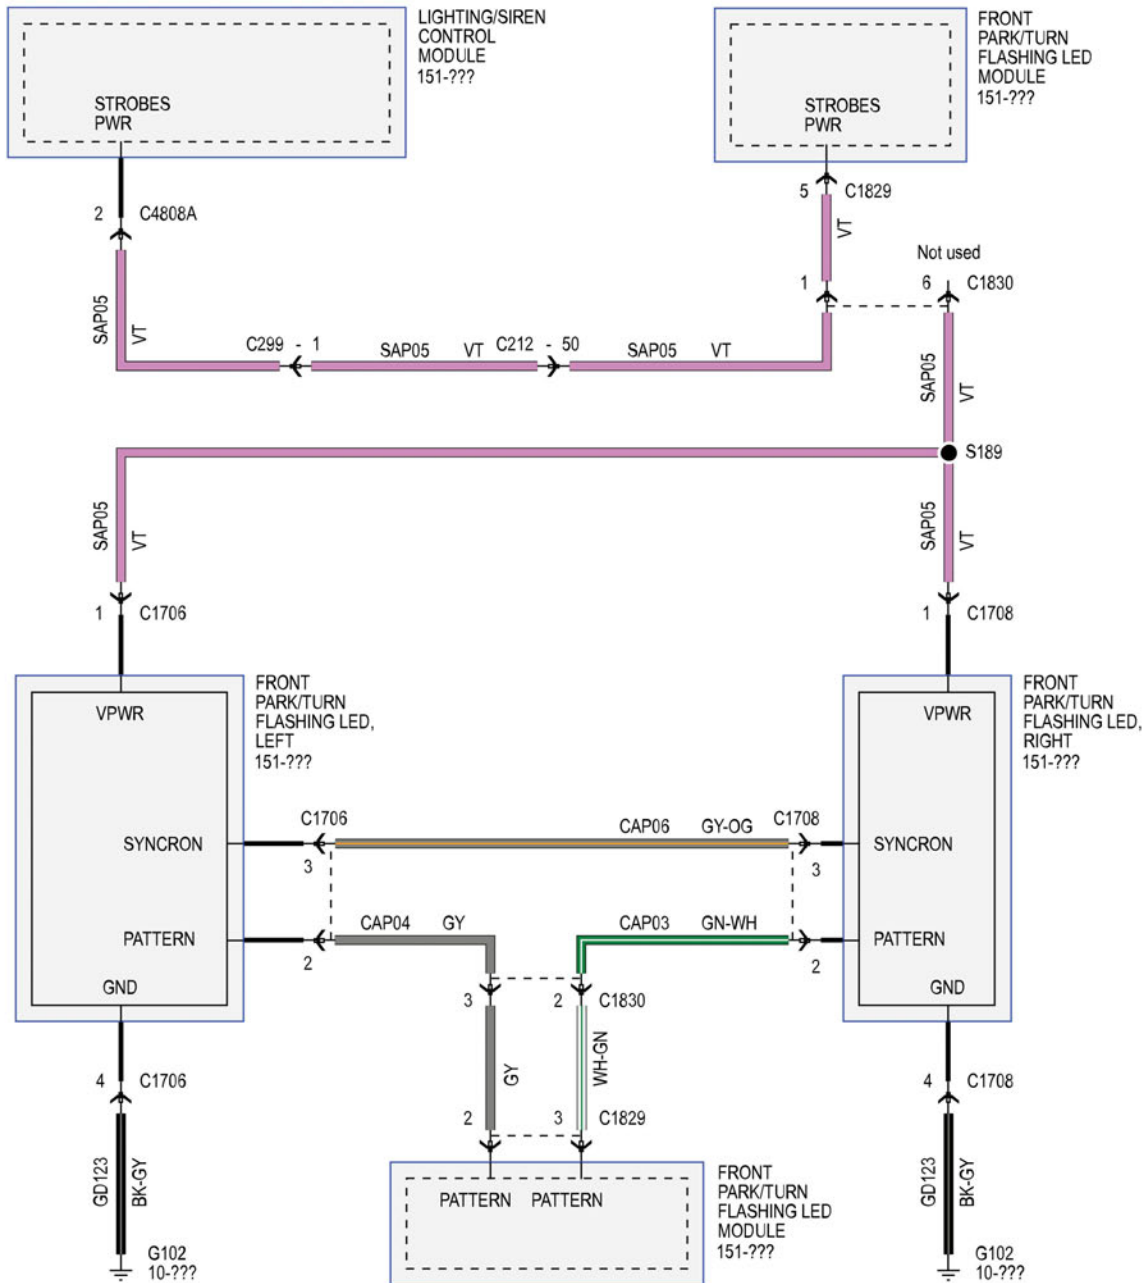 LIGHTING/SIREN
CONTROL
MODULE
151-???
STROBES
PWR
FRONT
PARK/TURN
FLASHING LED
MODULE
151-???
STROBES
PWR
2 C4808A
5 C1829
VT
Not used
1
6 C1830
SAP05
VT
C299 - 1
SAP05 VT
C212 - 50
SAP05 VT
SAP05
VT
S189
SAP05
VT
SAP05
VT
1 C1706
1 C1708
FRONT
PARK/TURN
FLASHING LED,
LEFT
151-???
VPWR
SYNCRON
PATTERN
GND
FRONT
PARK/TURN
FLASHING LED,
RIGHT
151-???
VPWR
SYNCRON
PATTERN
GND
C1706
3
CAP06 GY-OG
C1708
3
2
CAP04 GY
CAP03 GN-WH
2
3
2 C1830
GY
WH-GN
2
3 C1829
4 C1706
4 C1708
GD123
BK-GY
GD123
BK-GY
G102
10-???
G102
10-???
PATTERN PATTERN
FRONT
PARK/TURN
FLASHING LED
MODULE
151-???